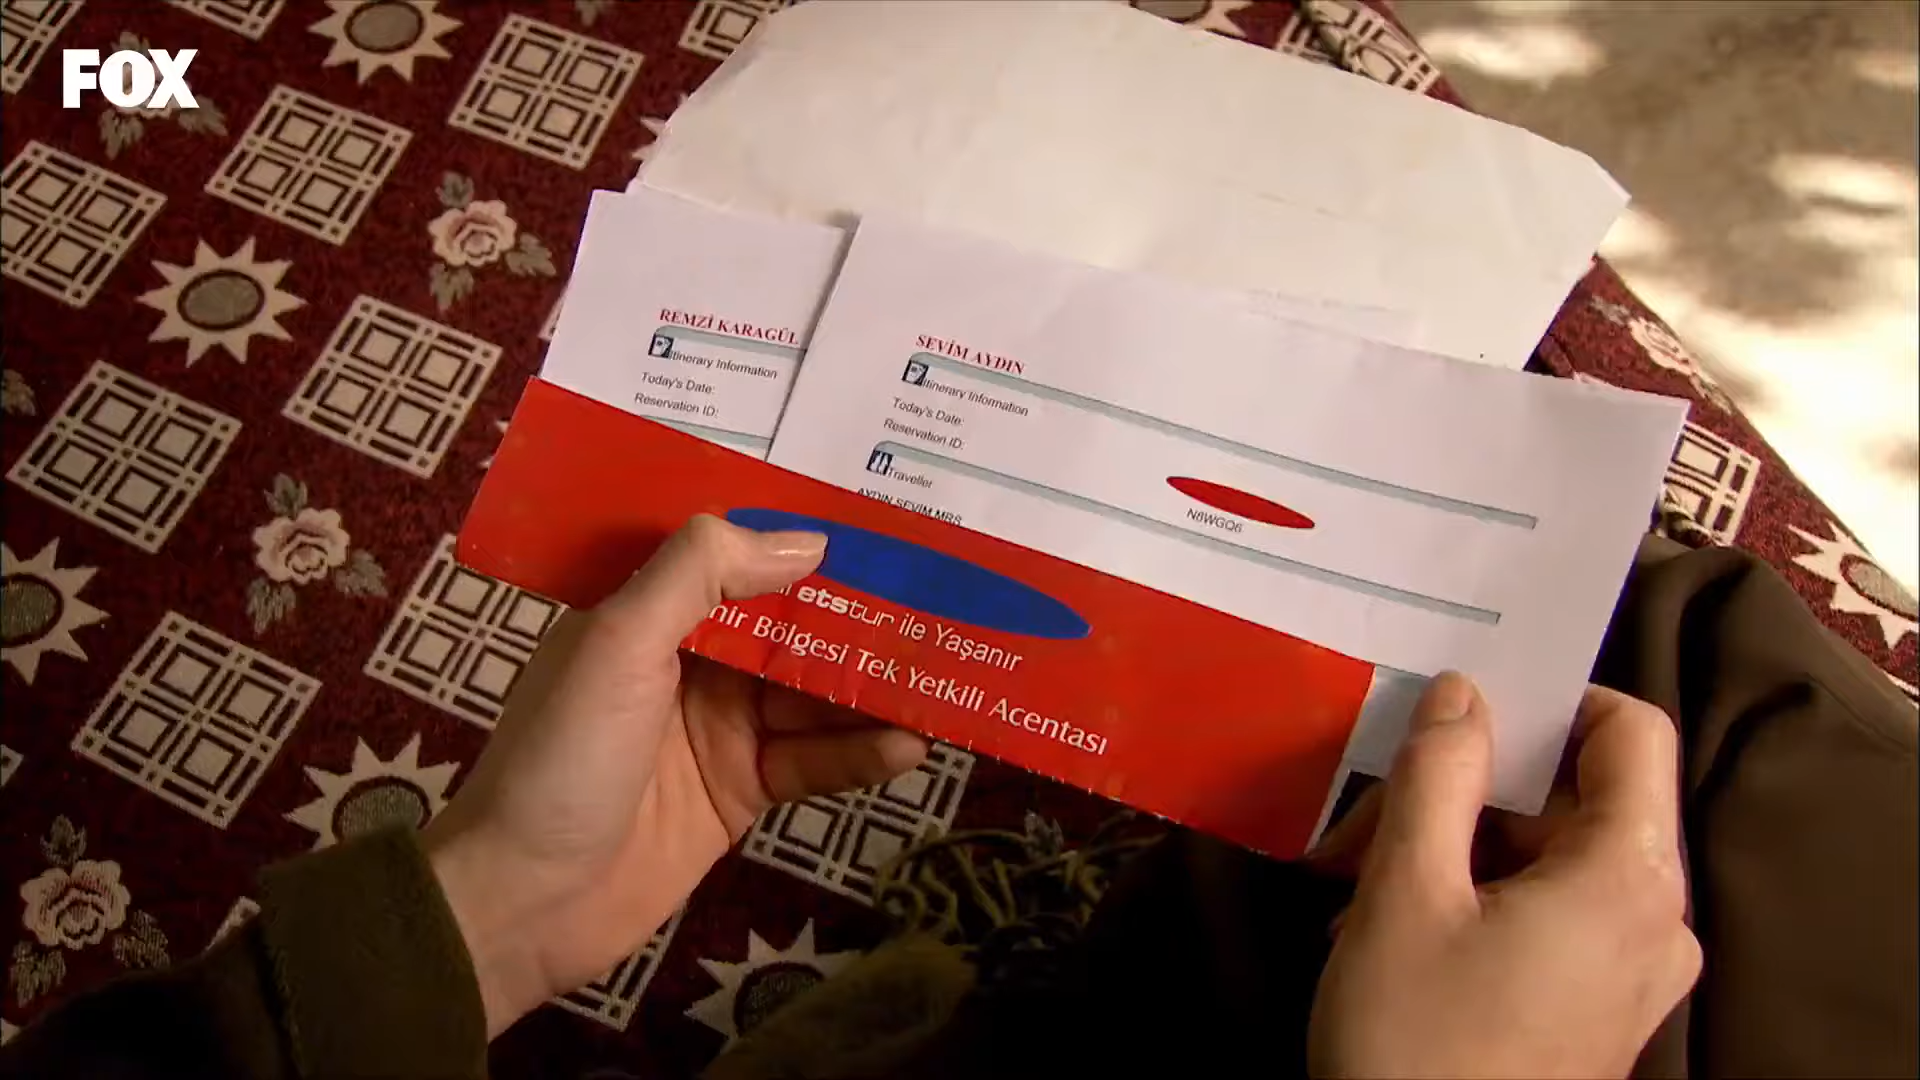 FOX
REMZİ KARAGÜL
Itinerary Information
Today's Date:
Reservation ID:
SEVİM AYDIN
Itinerary Information
Today's Date:
Reservation ID:
N8WGQ6
Traveller
AYDIN SEVIM MRS
etstur ile Yaşanır
Bölgesi Tek Yetkili Acentası